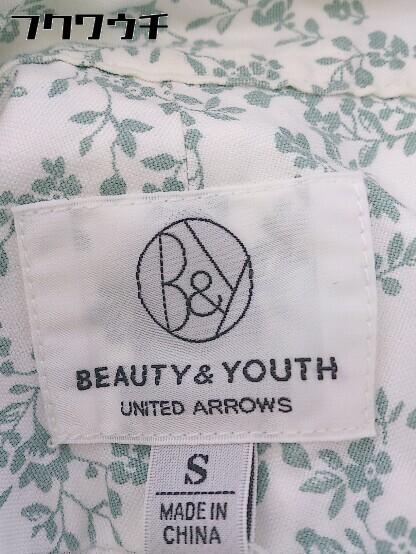 フクワウチ
B&Y
BEAUTY & YOUTH
UNITED ARROWS
S
MADE IN
CHINA